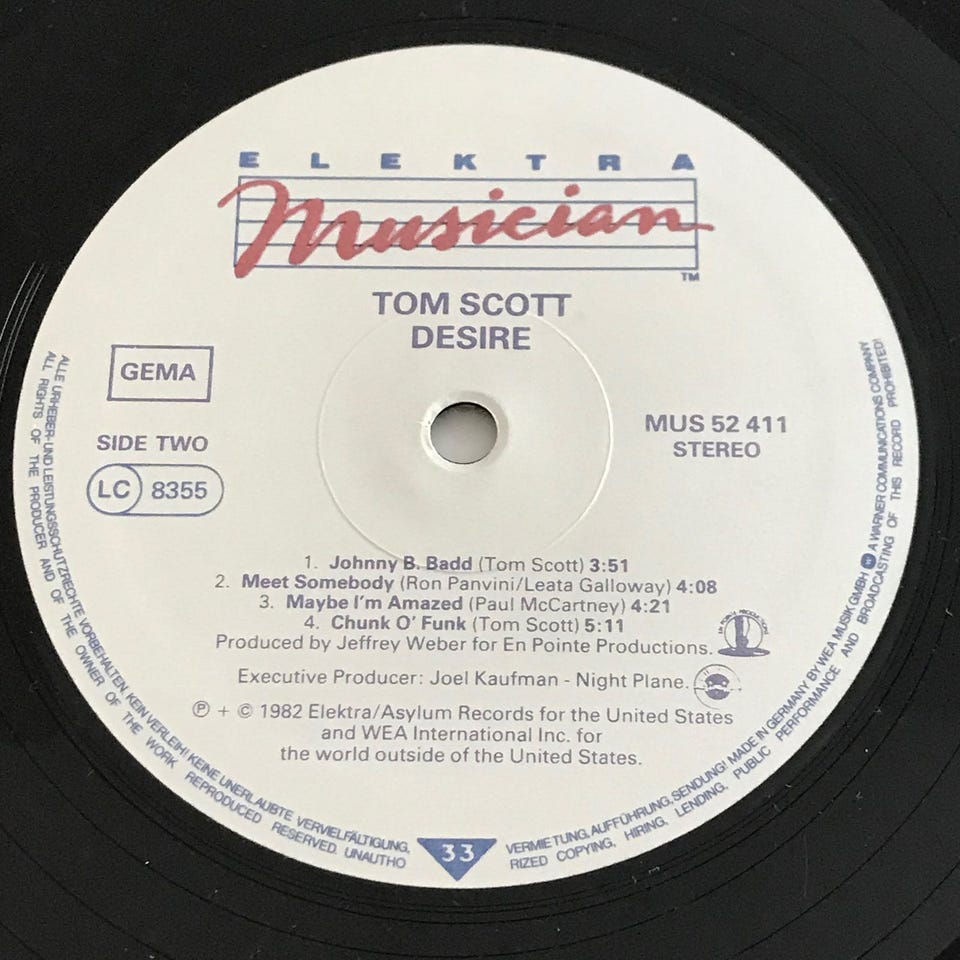 ELEKTRA
Musician
TM
TOM SCOTT
DESIRE
GEMA
SIDE TWO
LC 8355
MUS 52 411
STEREO
1. Johnny B. Badd (Tom Scott) 3:51
2. Meet Somebody (Ron Panvini/Leata Galloway) 4:08
3. Maybe I'm Amazed (Paul McCartney) 4:21
4. Chunk O' Funk (Tom Scott) 5:11
Produced by Jeffrey Weber for En Pointe Productions.
Executive Producer: Joel Kaufman - Night Plane.
℗ + © 1982 Elektra/Asylum Records for the United States
and WEA International Inc. for
the world outside of the United States.
ALLE URHEBER- UND LEISTUNGSSCHUTZRECHTE VORBEHALTEN. KEIN VERLEIH! KEINE UNERLAUBTE VERVIELFÄLTIGUNG,
VERMIETUNG, AUFFÜHRUNG, SENDUNG! MADE IN GERMANY BY WEA MUSIK GMBH A WARNER COMMUNICATIONS COMPANY
ALL RIGHTS OF THE PRODUCER AND OF THE OWNER OF THE WORK REPRODUCED RESERVED. UNAUTHO
RIZED COPYING, HIRING, LENDING, PUBLIC PERFORMANCE AND BROADCASTING OF THIS RECORD PROHIBITED!
33